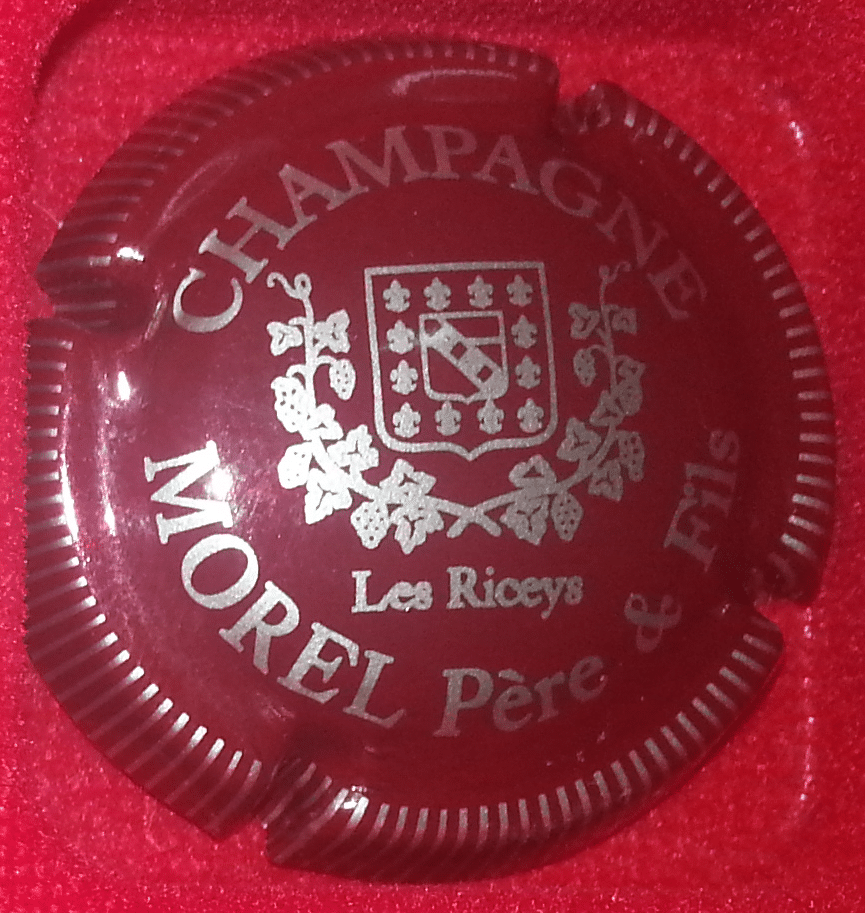 CHAMPAGNE
Les Riceys
MOREL Père & Fils